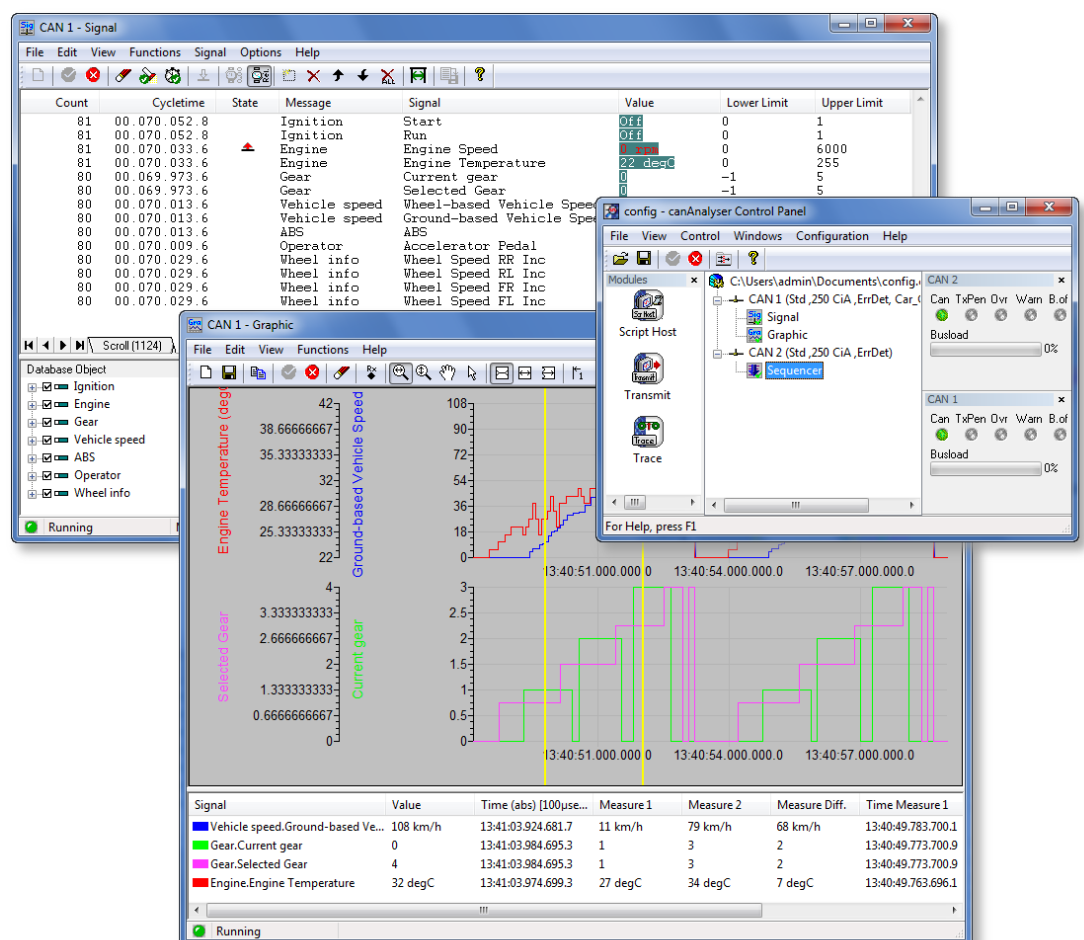 CAN 1 - Signal
File Edit View Functions Signal Options Help
Count Cycletime State Message Signal Value Lower Limit Upper Limit
81 00.070.052.8 Ignition Start Off 0 1
81 00.070.052.8 Ignition Run Off 0 1
81 00.070.033.6 Engine Engine Speed 0 rpm 0 6000
81 00.070.033.6 Engine Engine Temperature 22 degC 0 255
80 00.069.973.6 Gear Current gear 0 -1 5
80 00.069.973.6 Gear Selected Gear 0 -1 5
80 00.070.013.6 Vehicle speed Wheel-based Vehicle Speed
80 00.070.013.6 Vehicle speed Ground-based Vehicle Spee
80 00.070.013.6 ABS ABS
80 00.070.009.6 Operator Accelerator Pedal
80 00.070.029.6 Wheel info Wheel Speed RR Inc
80 00.070.029.6 Wheel info Wheel Speed RL Inc
80 00.070.029.6 Wheel info Wheel Speed FR Inc
80 00.070.029.6 Wheel info Wheel Speed FL Inc
Scroll (1124)
Database Object
Ignition
Engine
Gear
Vehicle speed
ABS
Operator
Wheel info
Running
config - canAnalyser Control Panel
File View Control Windows Configuration Help
Modules
Script Host
Transmit
Trace
C:\Users\admin\Documents\config.
CAN 1 (Std ,250 CiA ,ErrDet, Car_
Signal
Graphic
CAN 2 (Std ,250 CiA ,ErrDet)
Sequencer
CAN 2
Can TxPen Ovr Warn B.of
Busload
0%
CAN 1
Can TxPen Ovr Warn B.of
Busload
0%
For Help, press F1
CAN 1 - Graphic
File Edit View Functions Help
Engine Temperature (deg
42
38.66666667
35.33333333
32
28.66666667
25.33333333
22
Ground-based Vehicle Speed
108
90
72
54
36
18
0
13:40:51.000.000.0 13:40:54.000.000.0 13:40:57.000.000.0
Selected Gear
4
3.333333333
2.666666667
2
1.333333333
0.6666666667
0
Current gear
3
2.5
2
1.5
1
0.5
0
13:40:51.000.000.0 13:40:54.000.000.0 13:40:57.000.000.0
Signal Value Time (abs) [100µse... Measure 1 Measure 2 Measure Diff. Time Measure 1
Vehicle speed.Ground-based Ve... 108 km/h 13:41:03.924.681.7 11 km/h 79 km/h 68 km/h 13:40:49.783.700.1
Gear.Current gear 0 13:41:03.984.695.3 1 3 2 13:40:49.773.700.9
Gear.Selected Gear 4 13:41:03.984.695.3 1 3 2 13:40:49.773.700.9
Engine.Engine Temperature 32 degC 13:41:03.974.699.3 27 degC 34 degC 7 degC 13:40:49.763.696.1
Running